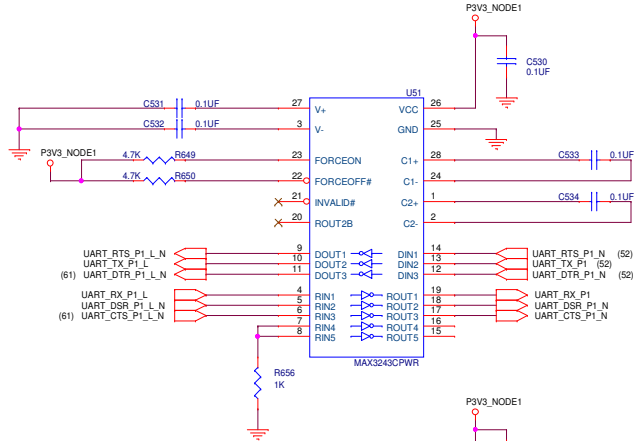 P3V3_NODE1
C530
0.1UF
U51
C531 0.1UF 27 V+ VCC 26
C532 0.1UF 3 V- GND 25
P3V3_NODE1
4.7K R649 23 FORCEON C1+ 28 C533 0.1UF
4.7K R650 22 FORCEOFF# C1- 24
21 INVALID# C2+ 1 C534 0.1UF
20 ROUT2B C2- 2
UART_RTS_P1_L_N 9 DOUT1 DIN1 14 UART_RTS_P1_N (52)
UART_TX_P1_L 10 DOUT2 DIN2 13 UART_TX_P1 (52)
(61) UART_DTR_P1_L_N 11 DOUT3 DIN3 12 UART_DTR_P1_N (52)
UART_RX_P1_L 4 RIN1 ROUT1 19 UART_RX_P1
UART_DSR_P1_L_N 5 RIN2 ROUT2 18 UART_DSR_P1_N
(61) UART_CTS_P1_L_N 6 RIN3 ROUT3 17 UART_CTS_P1_N
7 RIN4 ROUT4 16
8 RIN5 ROUT5 15
MAX3243CPWR
R656
1K
P3V3_NODE1